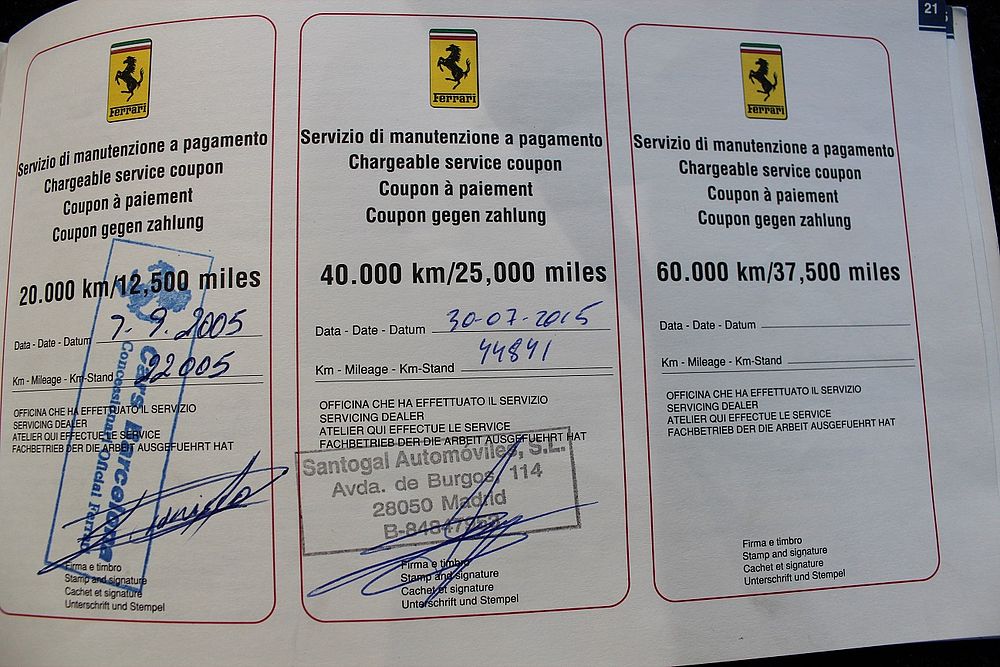 21
Ferrari
Servizio di manutenzione a pagamento
Chargeable service coupon
Coupon à paiement
Coupon gegen zahlung
20.000 km/12,500 miles
Data - Date - Datum 7-9.2005
Km - Mileage - Km-Stand 22005
OFFICINA CHE HA EFFETTUATO IL SERVIZIO
SERVICING DEALER
ATELIER QUI EFFECTUE LE SERVICE
FACHBETRIEB DER DIE ARBEIT AUSGEFUEHRT HAT
Cars Barcelona
Concessionari Oficial Ferrari
Firma e timbro
Stamp and signature
Cachet et signature
Unterschrift und Stempel
Ferrari
Servizio di manutenzione a pagamento
Chargeable service coupon
Coupon à paiement
Coupon gegen zahlung
40.000 km/25,000 miles
Data - Date - Datum 30-07-2015
Km - Mileage - Km-Stand 44841
OFFICINA CHE HA EFFETTUATO IL SERVIZIO
SERVICING DEALER
ATELIER QUI EFFECTUE LE SERVICE
FACHBETRIEB DER DIE ARBEIT AUSGEFUEHRT HAT
Santogal Automóviles, S.L.
Avda. de Burgos, 114
28050 Madrid
Firma e timbro
Stamp and signature
Cachet et signature
Unterschrift und Stempel
Ferrari
Servizio di manutenzione a pagamento
Chargeable service coupon
Coupon à paiement
Coupon gegen zahlung
60.000 km/37,500 miles
Data - Date - Datum
Km - Mileage - Km-Stand
OFFICINA CHE HA EFFETTUATO IL SERVIZIO
SERVICING DEALER
ATELIER QUI EFFECTUE LE SERVICE
FACHBETRIEB DER DIE ARBEIT AUSGEFUEHRT HAT
Firma e timbro
Stamp and signature
Cachet et signature
Unterschrift und Stempel